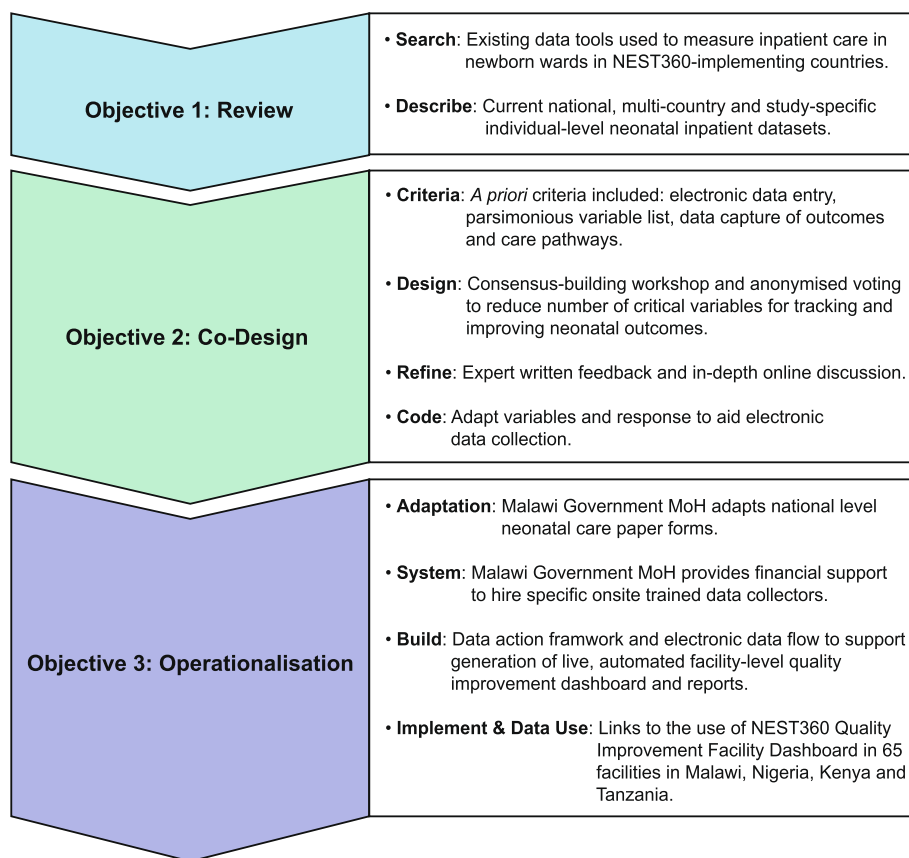 Objective 1: Review
• Search: Existing data tools used to measure inpatient care in
newborn wards in NEST360-implementing countries.
• Describe: Current national, multi-country and study-specific
individual-level neonatal inpatient datasets.
Objective 2: Co-Design
• Criteria: A priori criteria included: electronic data entry,
parsimonious variable list, data capture of outcomes
and care pathways.
• Design: Consensus-building workshop and anonymised voting
to reduce number of critical variables for tracking and
improving neonatal outcomes.
• Refine: Expert written feedback and in-depth online discussion.
• Code: Adapt variables and response to aid electronic
data collection.
Objective 3: Operationalisation
• Adaptation: Malawi Government MoH adapts national level
neonatal care paper forms.
• System: Malawi Government MoH provides financial support
to hire specific onsite trained data collectors.
• Build: Data action framwork and electronic data flow to support
generation of live, automated facility-level quality
improvement dashboard and reports.
• Implement & Data Use: Links to the use of NEST360 Quality
Improvement Facility Dashboard in 65
facilities in Malawi, Nigeria, Kenya and
Tanzania.